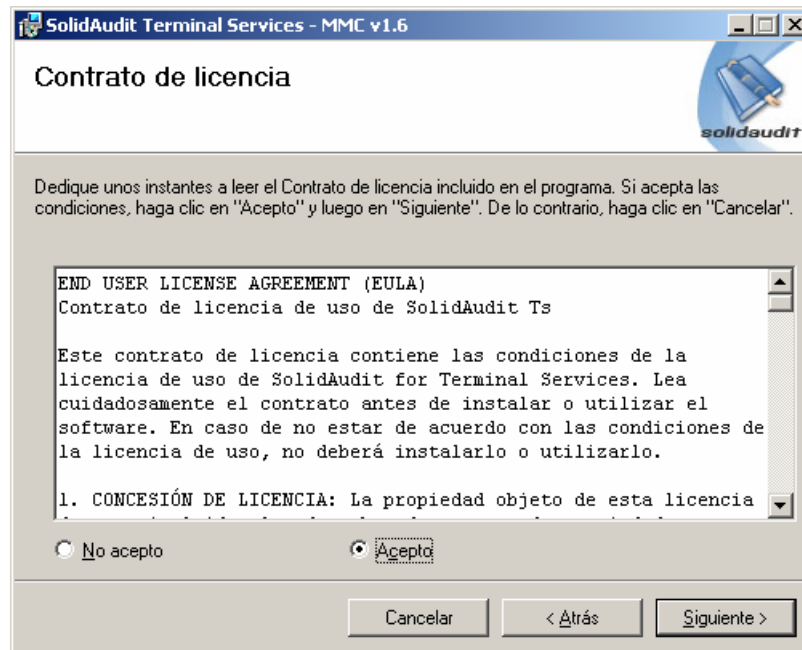 SolidAudit Terminal Services - MMC v1.6
Contrato de licencia
solidaudit
Dedique unos instantes a leer el Contrato de licencia incluido en el programa. Si acepta las
condiciones, haga clic en "Acepto" y luego en "Siguiente". De lo contrario, haga clic en "Cancelar".
END USER LICENSE AGREEMENT (EULA)
Contrato de licencia de uso de SolidAudit Ts
Este contrato de licencia contiene las condiciones de la
licencia de uso de SolidAudit for Terminal Services. Lea
cuidadosamente el contrato antes de instalar o utilizar el
software. En caso de no estar de acuerdo con las condiciones de
la licencia de uso, no deberá instalarlo o utilizarlo.
1. CONCESIÓN DE LICENCIA: La propiedad objeto de esta licencia
No acepto
Acepto
Cancelar
< Atrás
Siguiente >